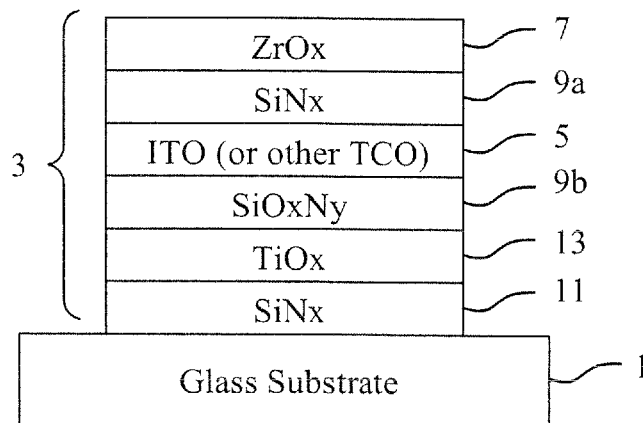 ZrOx 7
SiNx 9a
ITO (or other TCO) 5
3
SiOxNy 9b
TiOx 13
SiNx 11
Glass Substrate 1